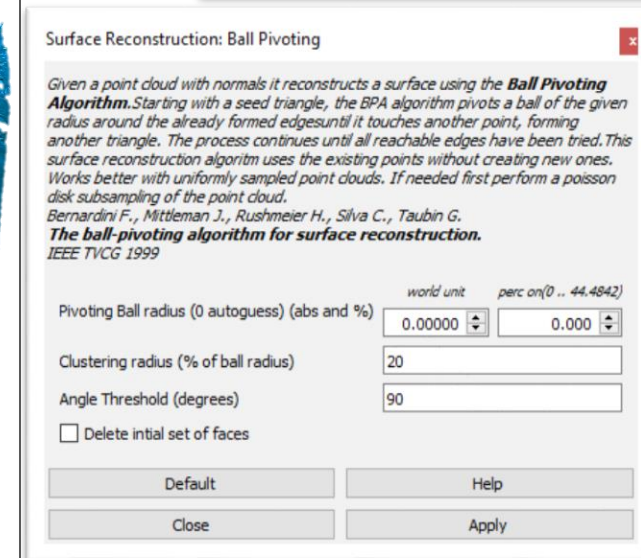 Surface Reconstruction: Ball Pivoting
x
Given a point cloud with normals it reconstructs a surface using the Ball Pivoting
Algorithm.Starting with a seed triangle, the BPA algorithm pivots a ball of the given
radius around the already formed edgesuntil it touches another point, forming
another triangle. The process continues until all reachable edges have been tried.This
surface reconstruction algoritm uses the existing points without creating new ones.
Works better with uniformly sampled point clouds. If needed first perform a poisson
disk subsampling of the point cloud.
Bernardini F., Mittleman J., Rushmeier H., Silva C., Taubin G.
The ball-pivoting algorithm for surface reconstruction.
IEEE TVCG 1999
world unit perc on(0 .. 44.4842)
Pivoting Ball radius (0 autoguess) (abs and %) 0.00000 0.000
Clustering radius (% of ball radius) 20
Angle Threshold (degrees) 90
Delete intial set of faces
Default Help
Close Apply